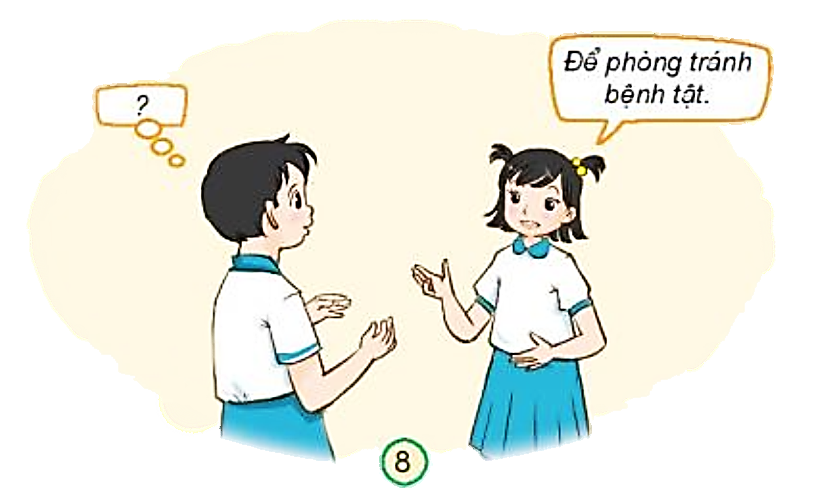 ?
Để phòng tránh
bệnh tật.
8